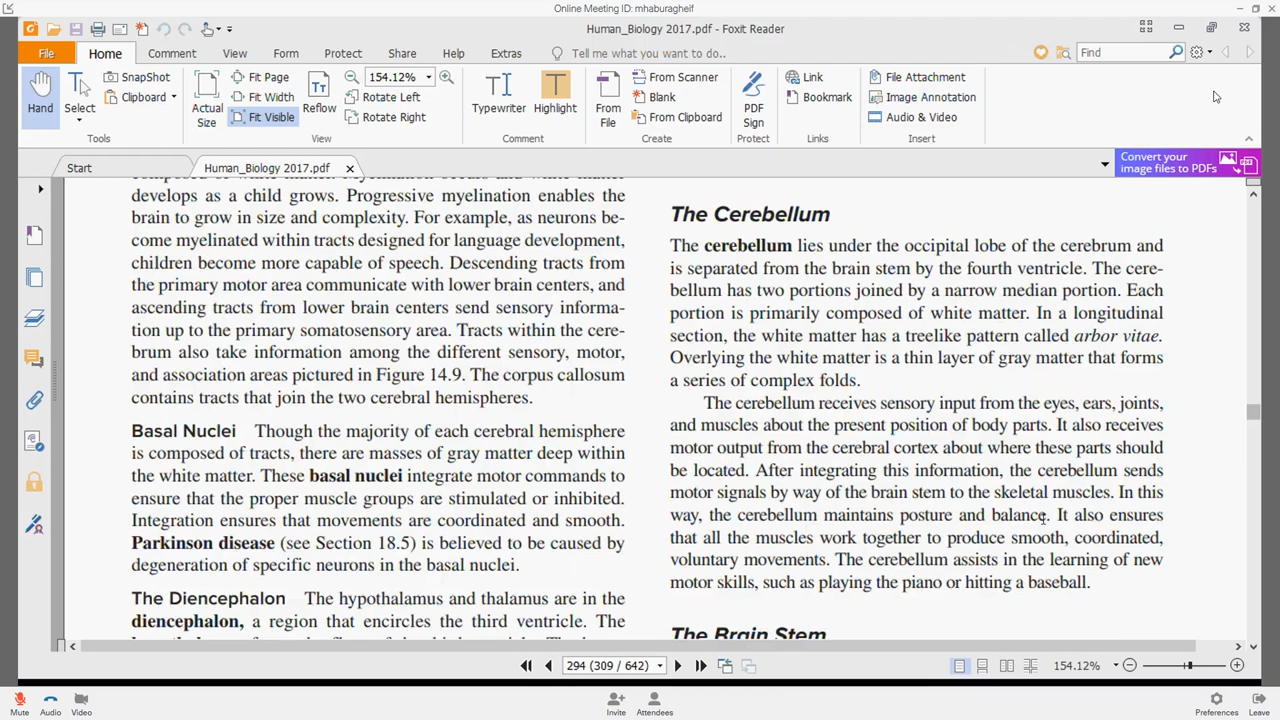 Online Meeting ID: mhaburagheif
Human_Biology 2017.pdf - Foxit Reader
File
Home
Comment
View
Form
Protect
Share
Help
Extras
Tell me what you want to do..
Find
Hand
Select
SnapShot
Clipboard
Tools
Actual
Size
Fit Page
Fit Width
Fit Visible
Reflow
154.12%
Rotate Left
Rotate Right
View
Typewriter
Highlight
Comment
From
File
From Scanner
Blank
From Clipboard
Create
PDF
Sign
Protect
Link
Bookmark
Links
File Attachment
Image Annotation
Audio & Video
Insert
Start
Human_Biology 2017.pdf
Convert your
image files to PDFs
develops as a child grows. Progressive myelination enables the
brain to grow in size and complexity. For example, as neurons be-
come myelinated within tracts designed for language development,
children become more capable of speech. Descending tracts from
the primary motor area communicate with lower brain centers, and
ascending tracts from lower brain centers send sensory informa-
tion up to the primary somatosensory area. Tracts within the cere-
brum also take information among the different sensory, motor,
and association areas pictured in Figure 14.9. The corpus callosum
contains tracts that join the two cerebral hemispheres.
Basal Nuclei Though the majority of each cerebral hemisphere
is composed of tracts, there are masses of gray matter deep within
the white matter. These basal nuclei integrate motor commands to
ensure that the proper muscle groups are stimulated or inhibited.
Integration ensures that movements are coordinated and smooth.
Parkinson disease (see Section 18.5) is believed to be caused by
degeneration of specific neurons in the basal nuclei.
The Diencephalon The hypothalamus and thalamus are in the
diencephalon, a region that encircles the third ventricle. The
The Cerebellum
The cerebellum lies under the occipital lobe of the cerebrum and
is separated from the brain stem by the fourth ventricle. The cere-
bellum has two portions joined by a narrow median portion. Each
portion is primarily composed of white matter. In a longitudinal
section, the white matter has a treelike pattern called arbor vitae.
Overlying the white matter is a thin layer of gray matter that forms
a series of complex folds.
The cerebellum receives sensory input from the eyes, ears, joints,
and muscles about the present position of body parts. It also receives
motor output from the cerebral cortex about where these parts should
be located. After integrating this information, the cerebellum sends
motor signals by way of the brain stem to the skeletal muscles. In this
way, the cerebellum maintains posture and balance. It also ensures
that all the muscles work together to produce smooth, coordinated,
voluntary movements. The cerebellum assists in the learning of new
motor skills, such as playing the piano or hitting a baseball.
The Brain Stem
294 (309 / 642)
154.12%
Mute
Audio
Video
Invite
Attendees
Preferences
Leave